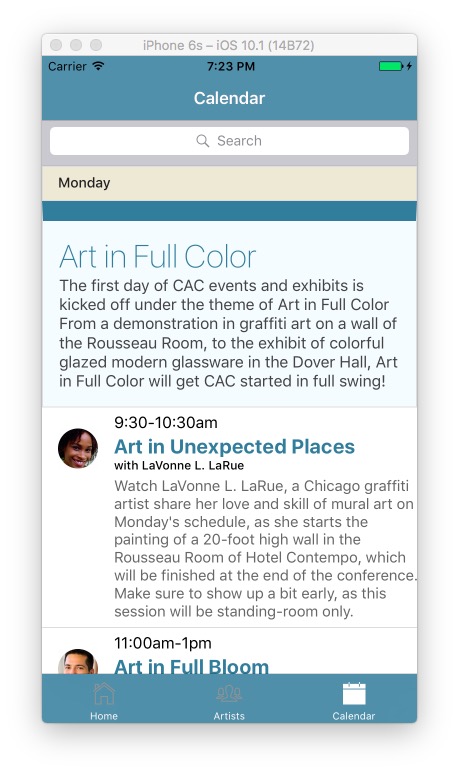 iPhone 6s – iOS 10.1 (14B72)
Carrier 7:23 PM
Calendar
Search
Monday
Art in Full Color
The first day of CAC events and exhibits is
kicked off under the theme of Art in Full Color
From a demonstration in graffiti art on a wall of
the Rousseau Room, to the exhibit of colorful
glazed modern glassware in the Dover Hall, Art
in Full Color will get CAC started in full swing!
9:30-10:30am
Art in Unexpected Places
with LaVonne L. LaRue
Watch LaVonne L. LaRue, a Chicago graffiti
artist share her love and skill of mural art on
Monday's schedule, as she starts the
painting of a 20-foot high wall in the
Rousseau Room of Hotel Contempo, which
will be finished at the end of the conference.
Make sure to show up a bit early, as this
session will be standing-room only.
11:00am-1pm
Art in Full Bloom
Home Artists Calendar